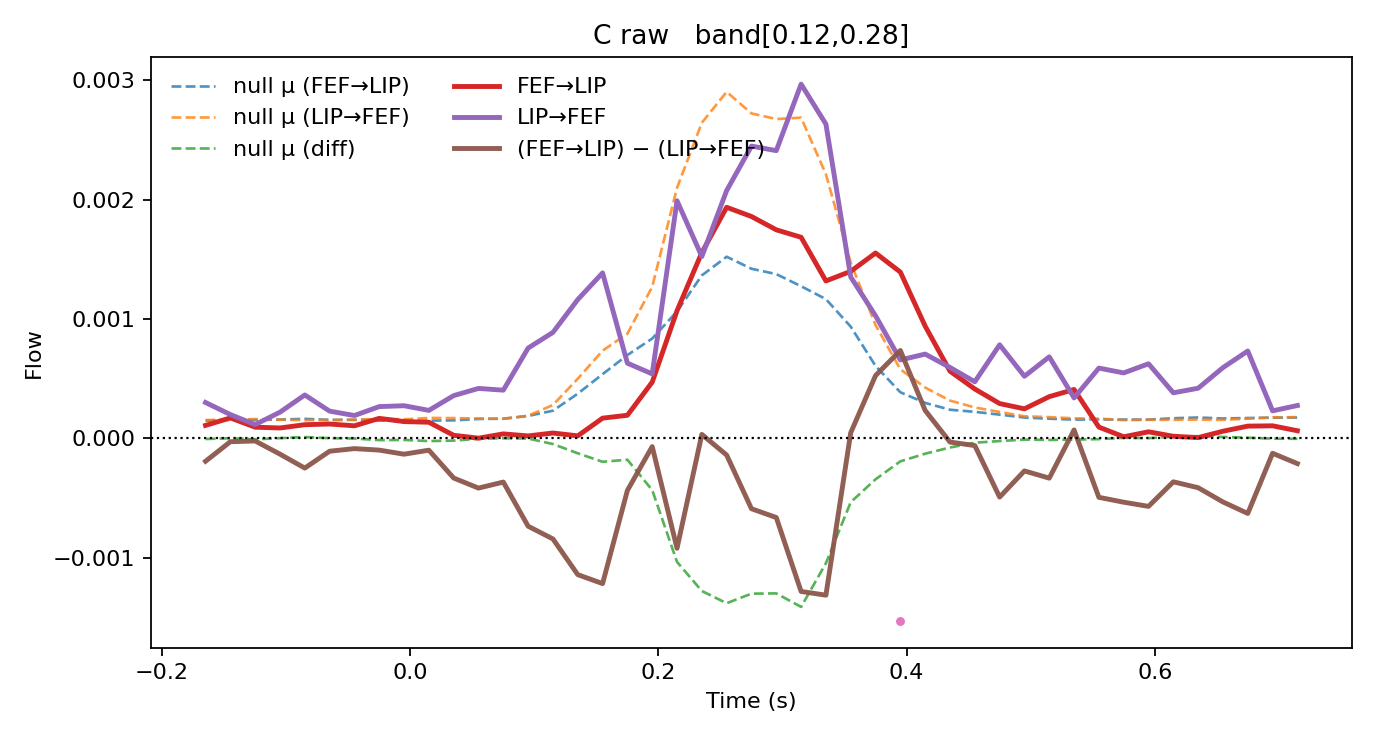 C raw   band[0.12,0.28]
null μ (FEF→LIP)
null μ (LIP→FEF)
null μ (diff)
FEF→LIP
LIP→FEF
(FEF→LIP) − (LIP→FEF)
Flow
0.003
0.002
0.001
0.000
−0.001
−0.2
0.0
0.2
0.4
0.6
Time (s)